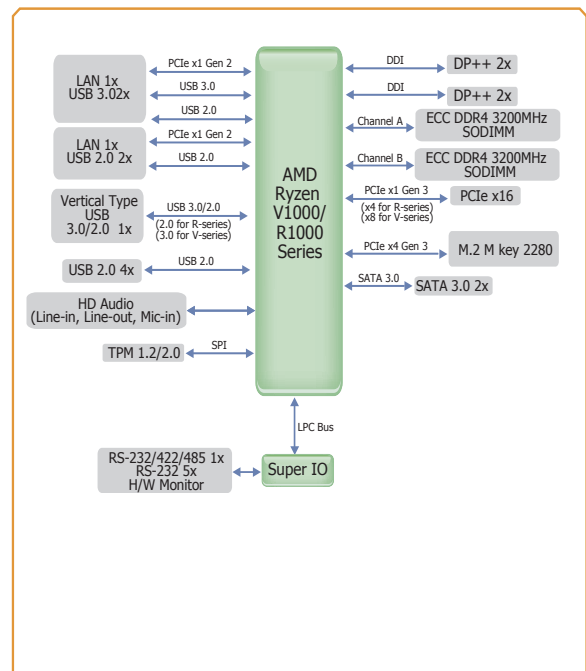 LAN 1x
USB 3.02x
PCIe x1 Gen 2
USB 3.0
USB 2.0
LAN 1x
USB 2.0 2x
PCIe x1 Gen 2
USB 2.0
Vertical Type
USB
3.0/2.0 1x
USB 3.0/2.0
(2.0 for R-series)
(3.0 for V-series)
USB 2.0 4x
USB 2.0
HD Audio
(Line-in, Line-out, Mic-in)
TPM 1.2/2.0
SPI
AMD
Ryzen
V1000/
R1000
Series
DDI
DP++ 2x
DDI
DP++ 2x
Channel A
ECC DDR4 3200MHz
SODIMM
Channel B
ECC DDR4 3200MHz
SODIMM
PCIe x1 Gen 3
(x4 for R-series)
(x8 for V-series)
PCIe x16
PCIe x4 Gen 3
M.2 M key 2280
SATA 3.0
SATA 3.0 2x
LPC Bus
RS-232/422/485 1x
RS-232 5x
H/W Monitor
Super IO